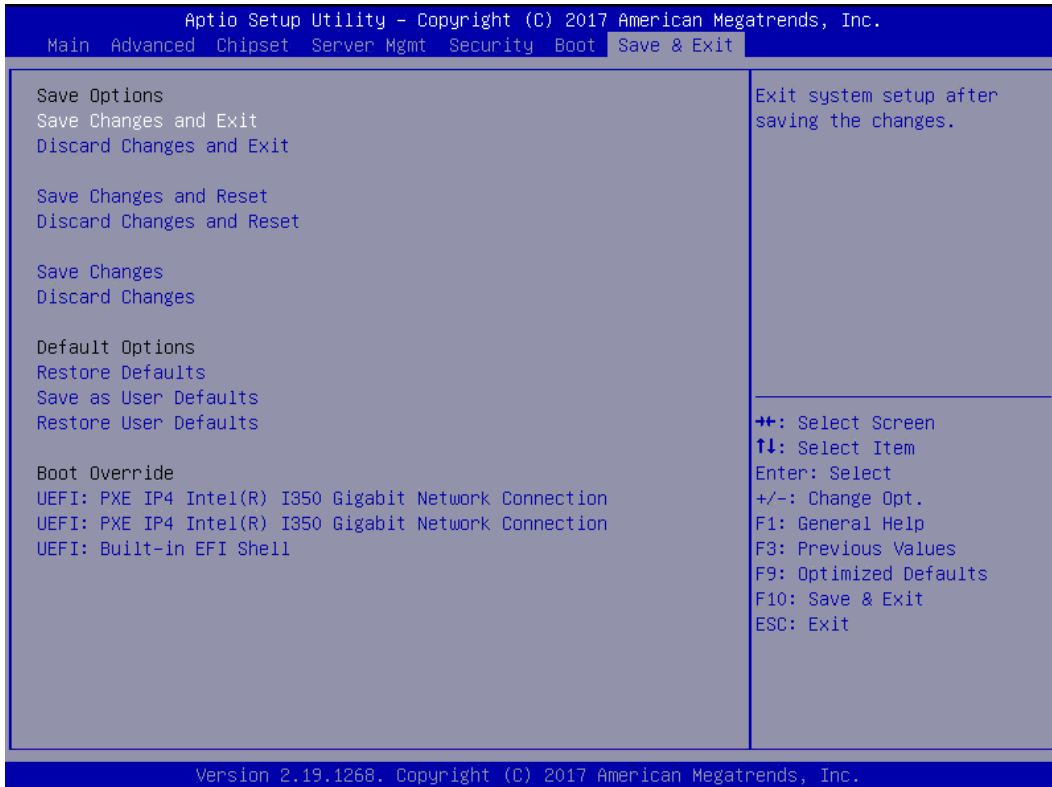 Aptio Setup Utility – Copyright (C) 2017 American Megatrends, Inc.
Main Advanced Chipset Server Mgmt Security Boot Save & Exit
Save Options
Save Changes and Exit
Discard Changes and Exit
Save Changes and Reset
Discard Changes and Reset
Save Changes
Discard Changes
Default Options
Restore Defaults
Save as User Defaults
Restore User Defaults
Boot Override
UEFI: PXE IP4 Intel(R) I350 Gigabit Network Connection
UEFI: PXE IP4 Intel(R) I350 Gigabit Network Connection
UEFI: Built-in EFI Shell
Exit system setup after
saving the changes.
→←: Select Screen
↑↓: Select Item
Enter: Select
+/-: Change Opt.
F1: General Help
F3: Previous Values
F9: Optimized Defaults
F10: Save & Exit
ESC: Exit
Version 2.19.1268. Copyright (C) 2017 American Megatrends, Inc.